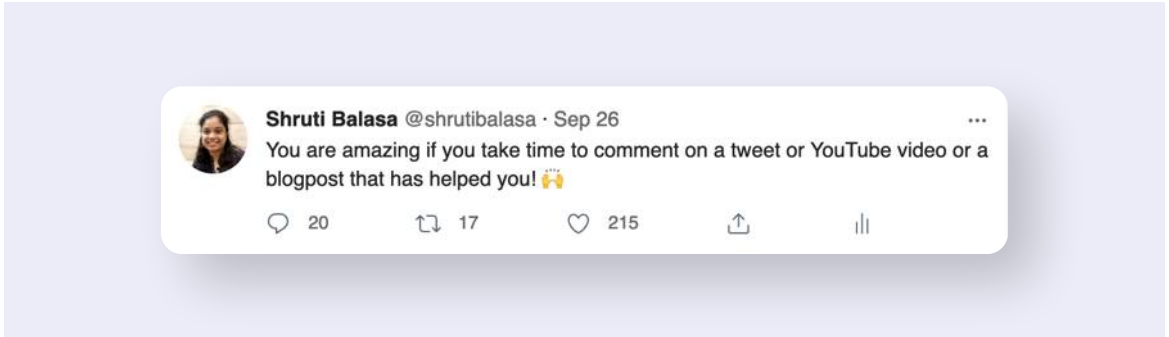 Shruti Balasa @shrutibalasa · Sep 26
You are amazing if you take time to comment on a tweet or YouTube video or a
blogpost that has helped you! 🙌
20 17 215